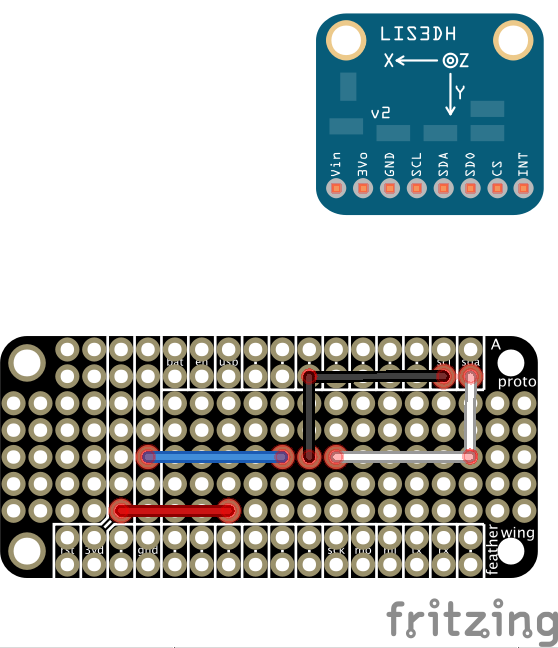 LIS3DH
X Z
Y
v2
Vin 3Vo GND SCL SDA SDO CS INT
A
bat en usb scl sda
proto
wing
feather
rst 3vd gnd sck mo mi rx tx
fritzing